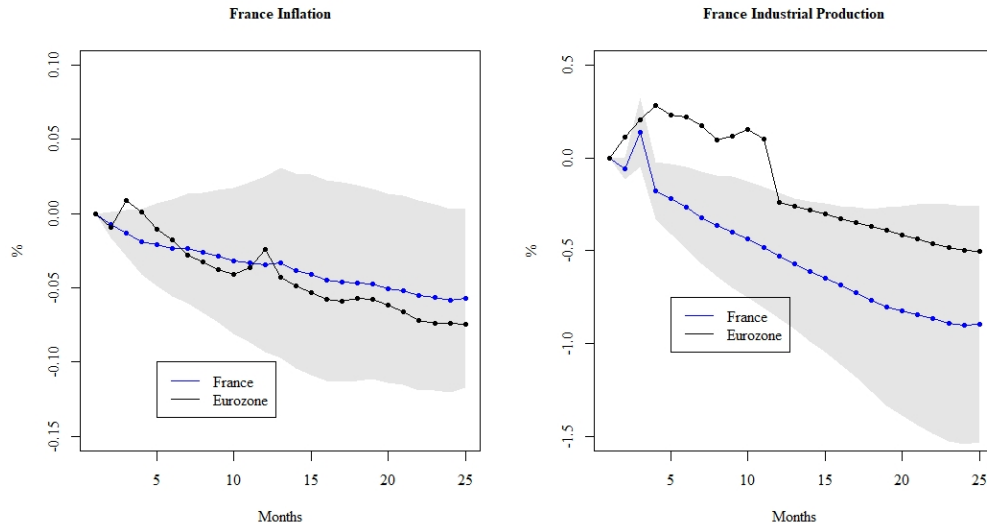 France Inflation
%
0.10
0.05
0.00
-0.05
-0.10
-0.15
France
Eurozone
5
10
15
20
25
Months
France Industrial Production
%
0.5
0.0
-0.5
-1.0
-1.5
France
Eurozone
5
10
15
20
25
Months